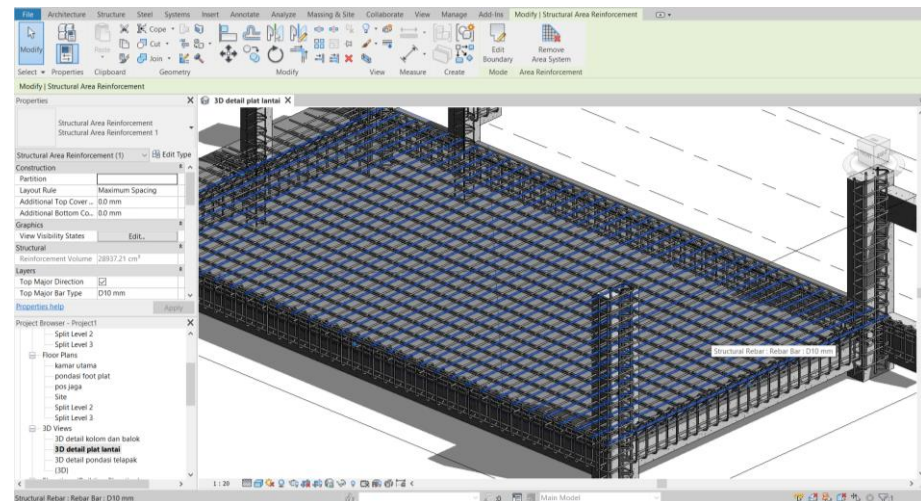 File Architecture Structure Steel Systems Insert Annotate Analyze Massing & Site Collaborate View Manage Add-Ins Modify | Structural Area Reinforcement
Modify Paste Cope Cut Join Edit Boundary Remove Area System
Select Properties Clipboard Geometry Modify View Measure Create Mode Area Reinforcement
Modify | Structural Area Reinforcement
Properties X
3D detail plat lantai X
Structural Area Reinforcement
Structural Area Reinforcement 1
Structural Area Reinforcement (1) Edit Type
Construction
Partition
Layout Rule Maximum Spacing
Additional Top Cover ... 0.0 mm
Additional Bottom Co... 0.0 mm
Graphics
View Visibility States Edit...
Structural
Reinforcement Volume 28937,21 cm³
Layers
Top Major Direction
Top Major Bar Type D10 mm
Properties help Apply
Project Browser - Project1 X
Split Level 2
Split Level 3
Floor Plans
kamar utama
pondasi foot plat
pos jaga
Site
Split Level 2
Split Level 3
3D Views
3D detail kolom dan balok
3D detail plat lantai
3D detail pondasi telapak
{3D}
Structural Rebar : Rebar Bar : D10 mm
1 : 20
Structural Rebar : Rebar Bar : D10 mm
Main Model